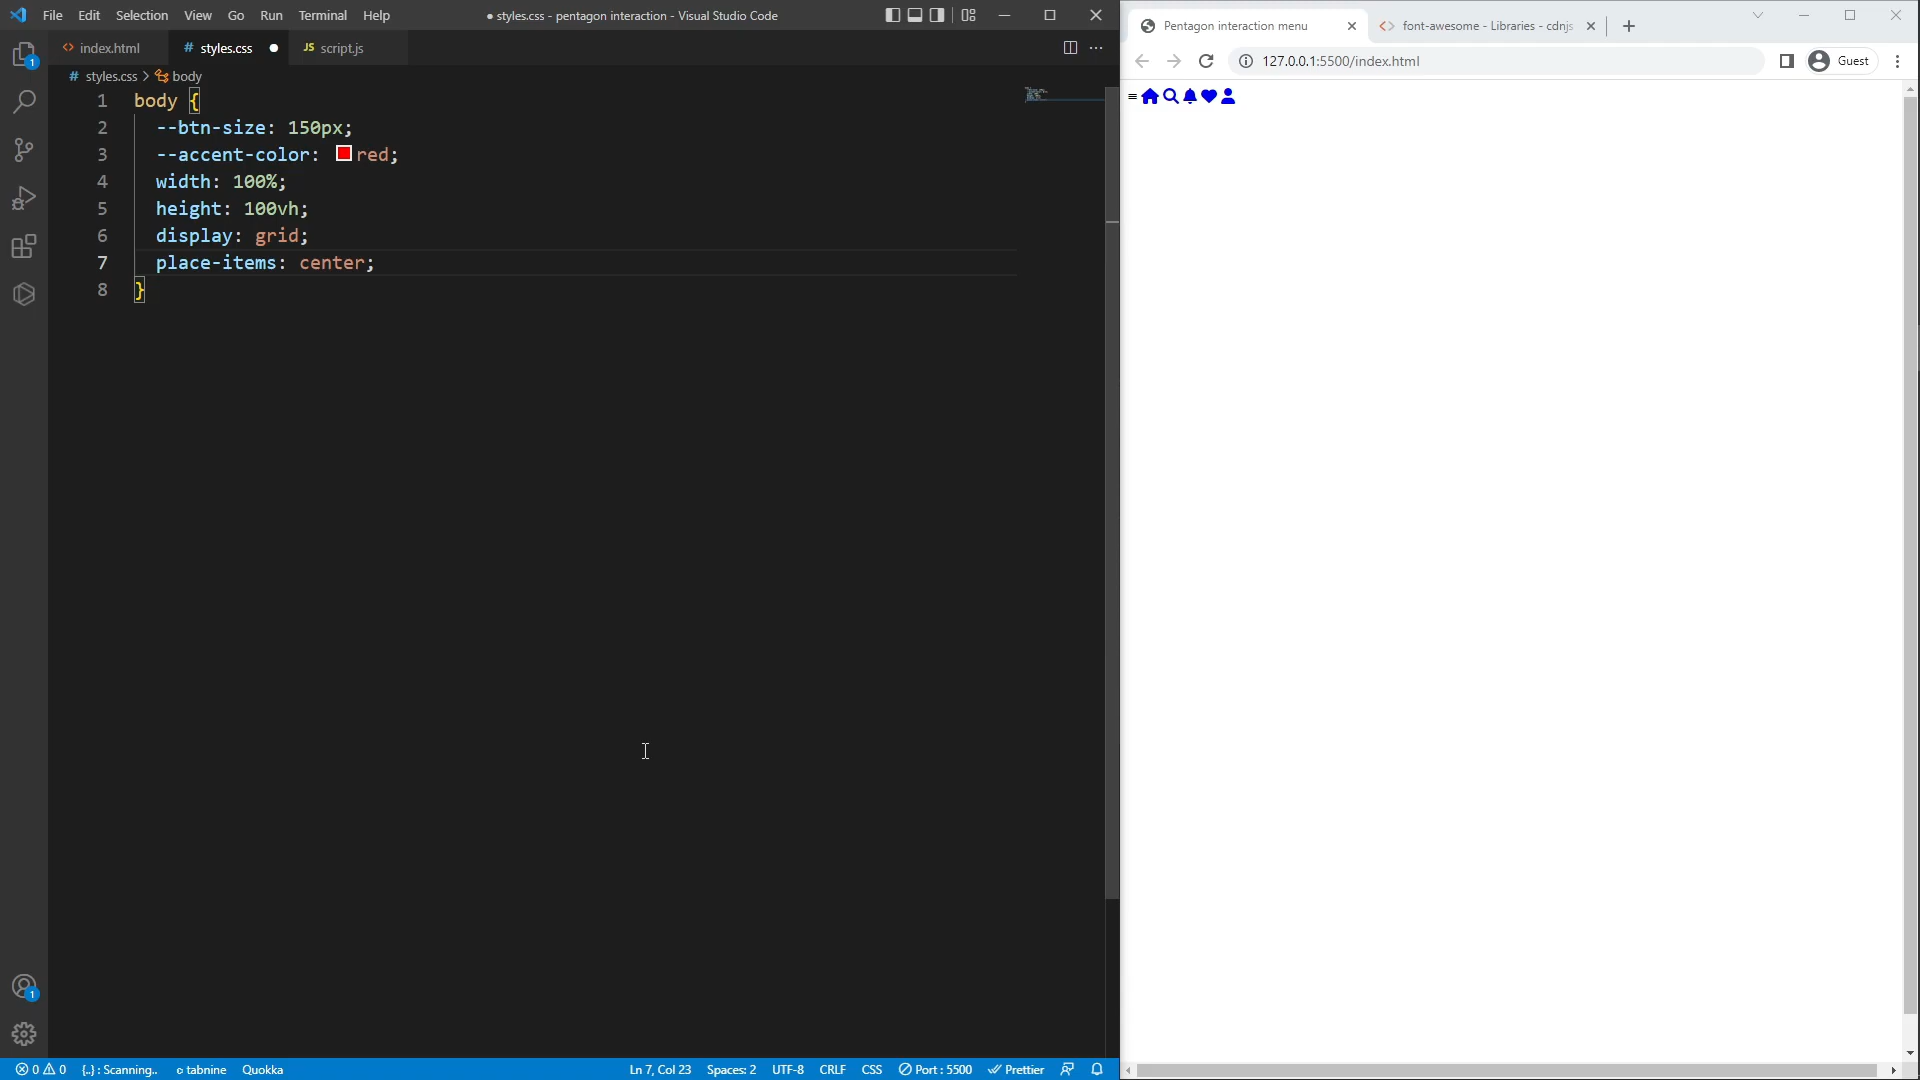 File Edit Selection View Go Run Terminal Help
● styles.css - pentagon interaction - Visual Studio Code
<> index.html
# styles.css ●
JS script.js
# styles.css > body
1 body {
2 --btn-size: 150px;
3 --accent-color: red;
4 width: 100%;
5 height: 100vh;
6 display: grid;
7 place-items: center;
8 }
1
1
0 0 {..} : Scanning.. tabnine Quokka
Ln 7, Col 23 Spaces: 2 UTF-8 CRLF CSS Port : 5500 Prettier
Pentagon interaction menu
<> font-awesome - Libraries - cdnjs
127.0.0.1:5500/index.html
Guest